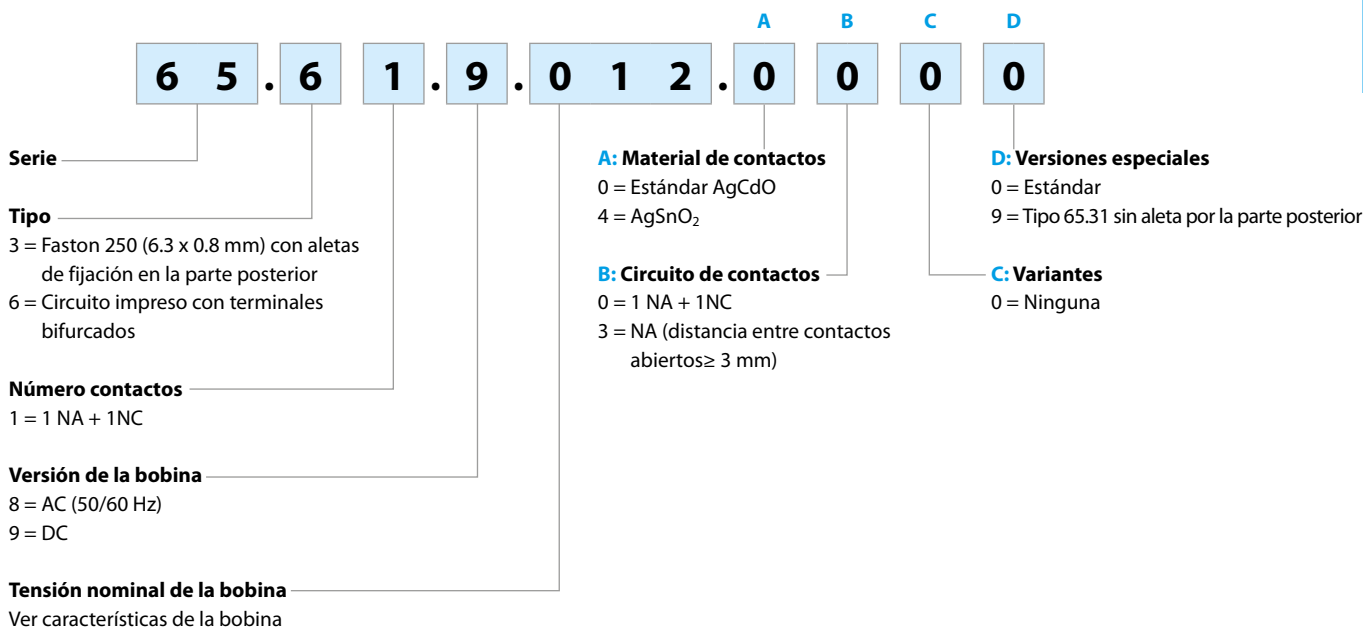 A B C D
6 5 . 6 1 . 9 . 0 1 2 . 0 0 0 0
Serie
Tipo
3 = Faston 250 (6.3 x 0.8 mm) con aletas
de fijación en la parte posterior
6 = Circuito impreso con terminales
bifurcados
Número contactos
1 = 1 NA + 1NC
Versión de la bobina
8 = AC (50/60 Hz)
9 = DC
Tensión nominal de la bobina
Ver características de la bobina
A: Material de contactos
0 = Estándar AgCdO
4 = AgSnO₂
B: Circuito de contactos
0 = 1 NA + 1NC
3 = NA (distancia entre contactos
abiertos≥ 3 mm)
D: Versiones especiales
0 = Estándar
9 = Tipo 65.31 sin aleta por la parte posterior
C: Variantes
0 = Ninguna